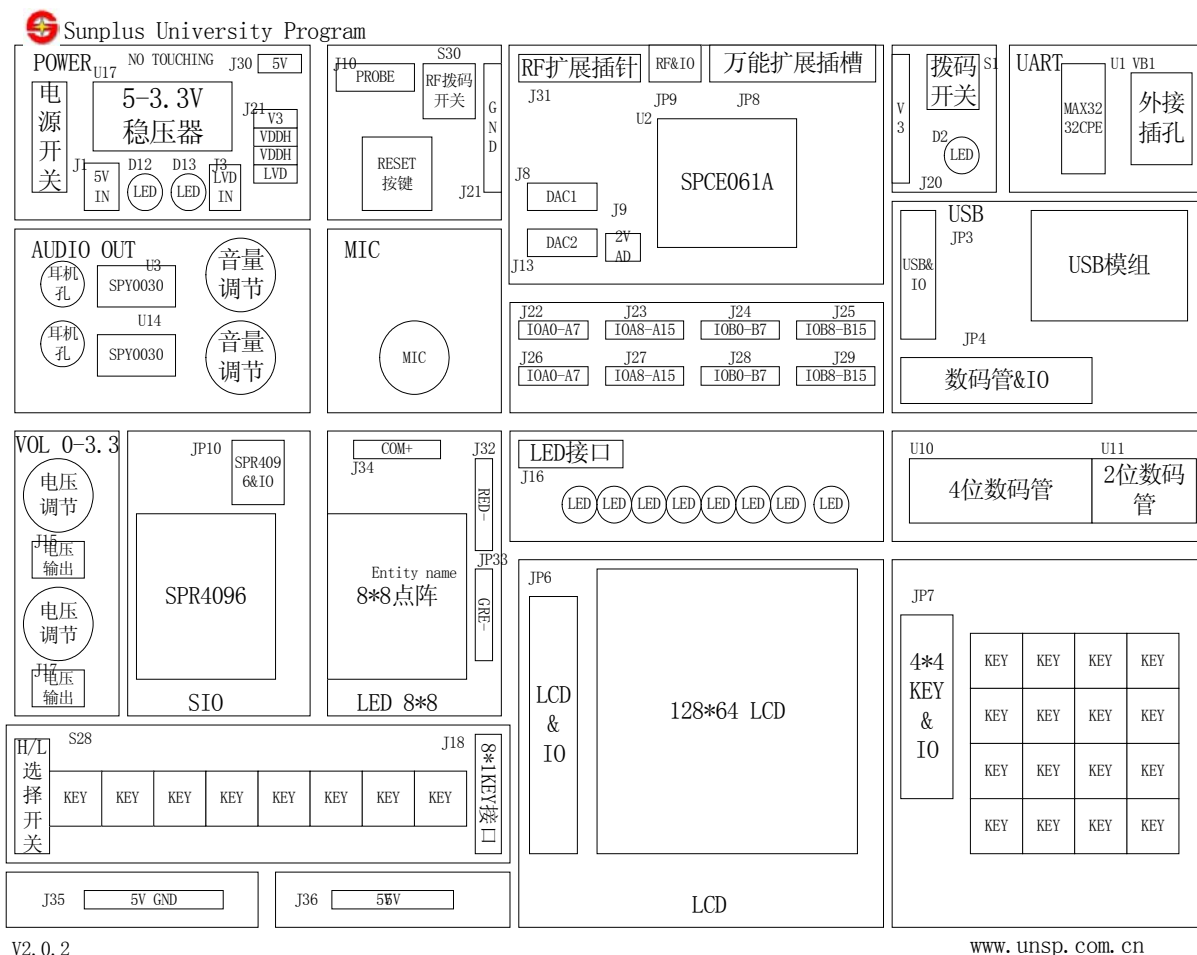 Sunplus University Program
POWER
U17
NO TOUCHING
J30
5V
电
源
开
关
5-3.3V
稳压器
J21
V3
VDDH
VDDH
LVD
J1
5V
IN
D12
LED
D13
LED
J3
LVD
IN
J10
PROBE
S30
RF拨码
开关
G
N
D
RESET
按键
J21
RF扩展插针
J31
RF&IO
JP9
万能扩展插槽
JP8
U2
SPCE061A
J8
DAC1
J9
DAC2
2V
AD
J13
拨码
开关
S1
V
3
D2
LED
J20
UART
U1
VB1
MAX32
32CPE
外接
插孔
AUDIO OUT
耳机
孔
U3
SPY0030
音量
调节
U14
耳机
孔
SPY0030
音量
调节
MIC
MIC
J22
IOA0-A7
J23
IOA8-A15
J24
IOB0-B7
J25
IOB8-B15
J26
IOA0-A7
J27
IOA8-A15
J28
IOB0-B7
J29
IOB8-B15
USB
JP3
USB&
IO
USB模组
JP4
数码管&IO
VOL 0-3.3
电压
调节
J15
电压
输出
电压
调节
J17
电压
输出
JP10
SPR409
6&IO
SPR4096
SIO
COM+
J34
J32
RED-
JP33
GRE-
Entity name
8*8点阵
LED 8*8
LED接口
J16
LED LED LED LED LED LED LED LED
U10
4位数码管
U11
2位数码
管
JP6
LCD
&
IO
128*64 LCD
LCD
JP7
4*4
KEY
&
IO
KEY KEY KEY KEY
KEY KEY KEY KEY
KEY KEY KEY KEY
KEY KEY KEY KEY
H/L
选
择
开
关
S28
J18
KEY KEY KEY KEY KEY KEY KEY KEY
8*1KEY接口
J35
5V GND
J36
V2.0.2
www.unsp.com.cn